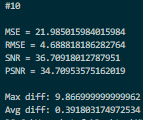 #10
MSE = 21.985015984015984
RMSE = 4.688818186282764
SNR = 36.70918012787951
PSNR = 34.70953575162019
Max diff: 9.866999999999992
Avg diff: 0.391803174972534